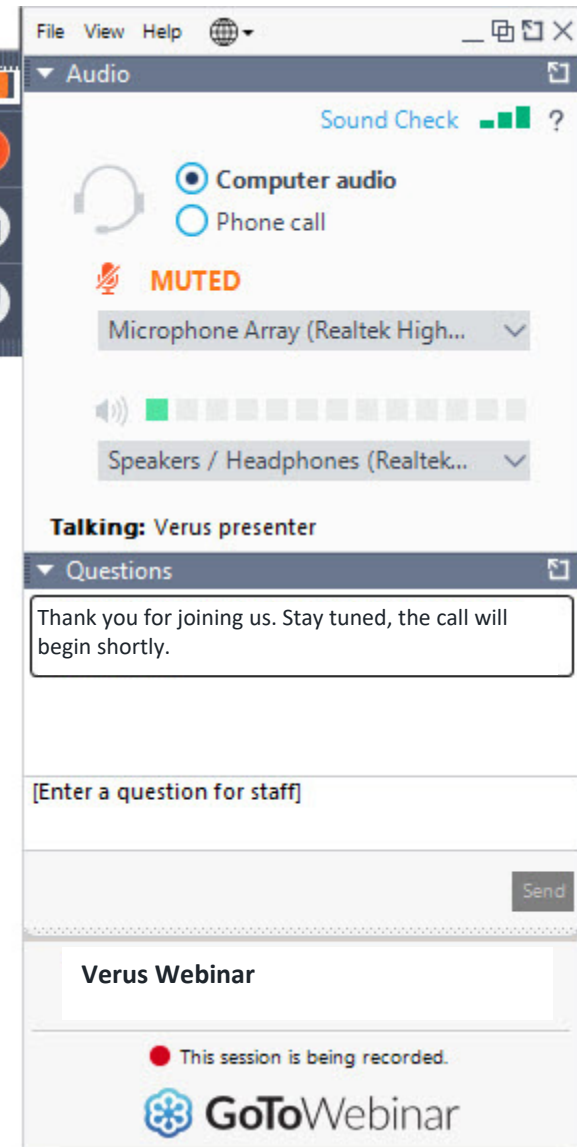 File View Help
Audio
Sound Check ?
Computer audio
Phone call
MUTED
Microphone Array (Realtek High...
Speakers / Headphones (Realtek...
Talking: Verus presenter
Questions
Thank you for joining us. Stay tuned, the call will
begin shortly.
[Enter a question for staff]
Send
Verus Webinar
This session is being recorded.
GoToWebinar